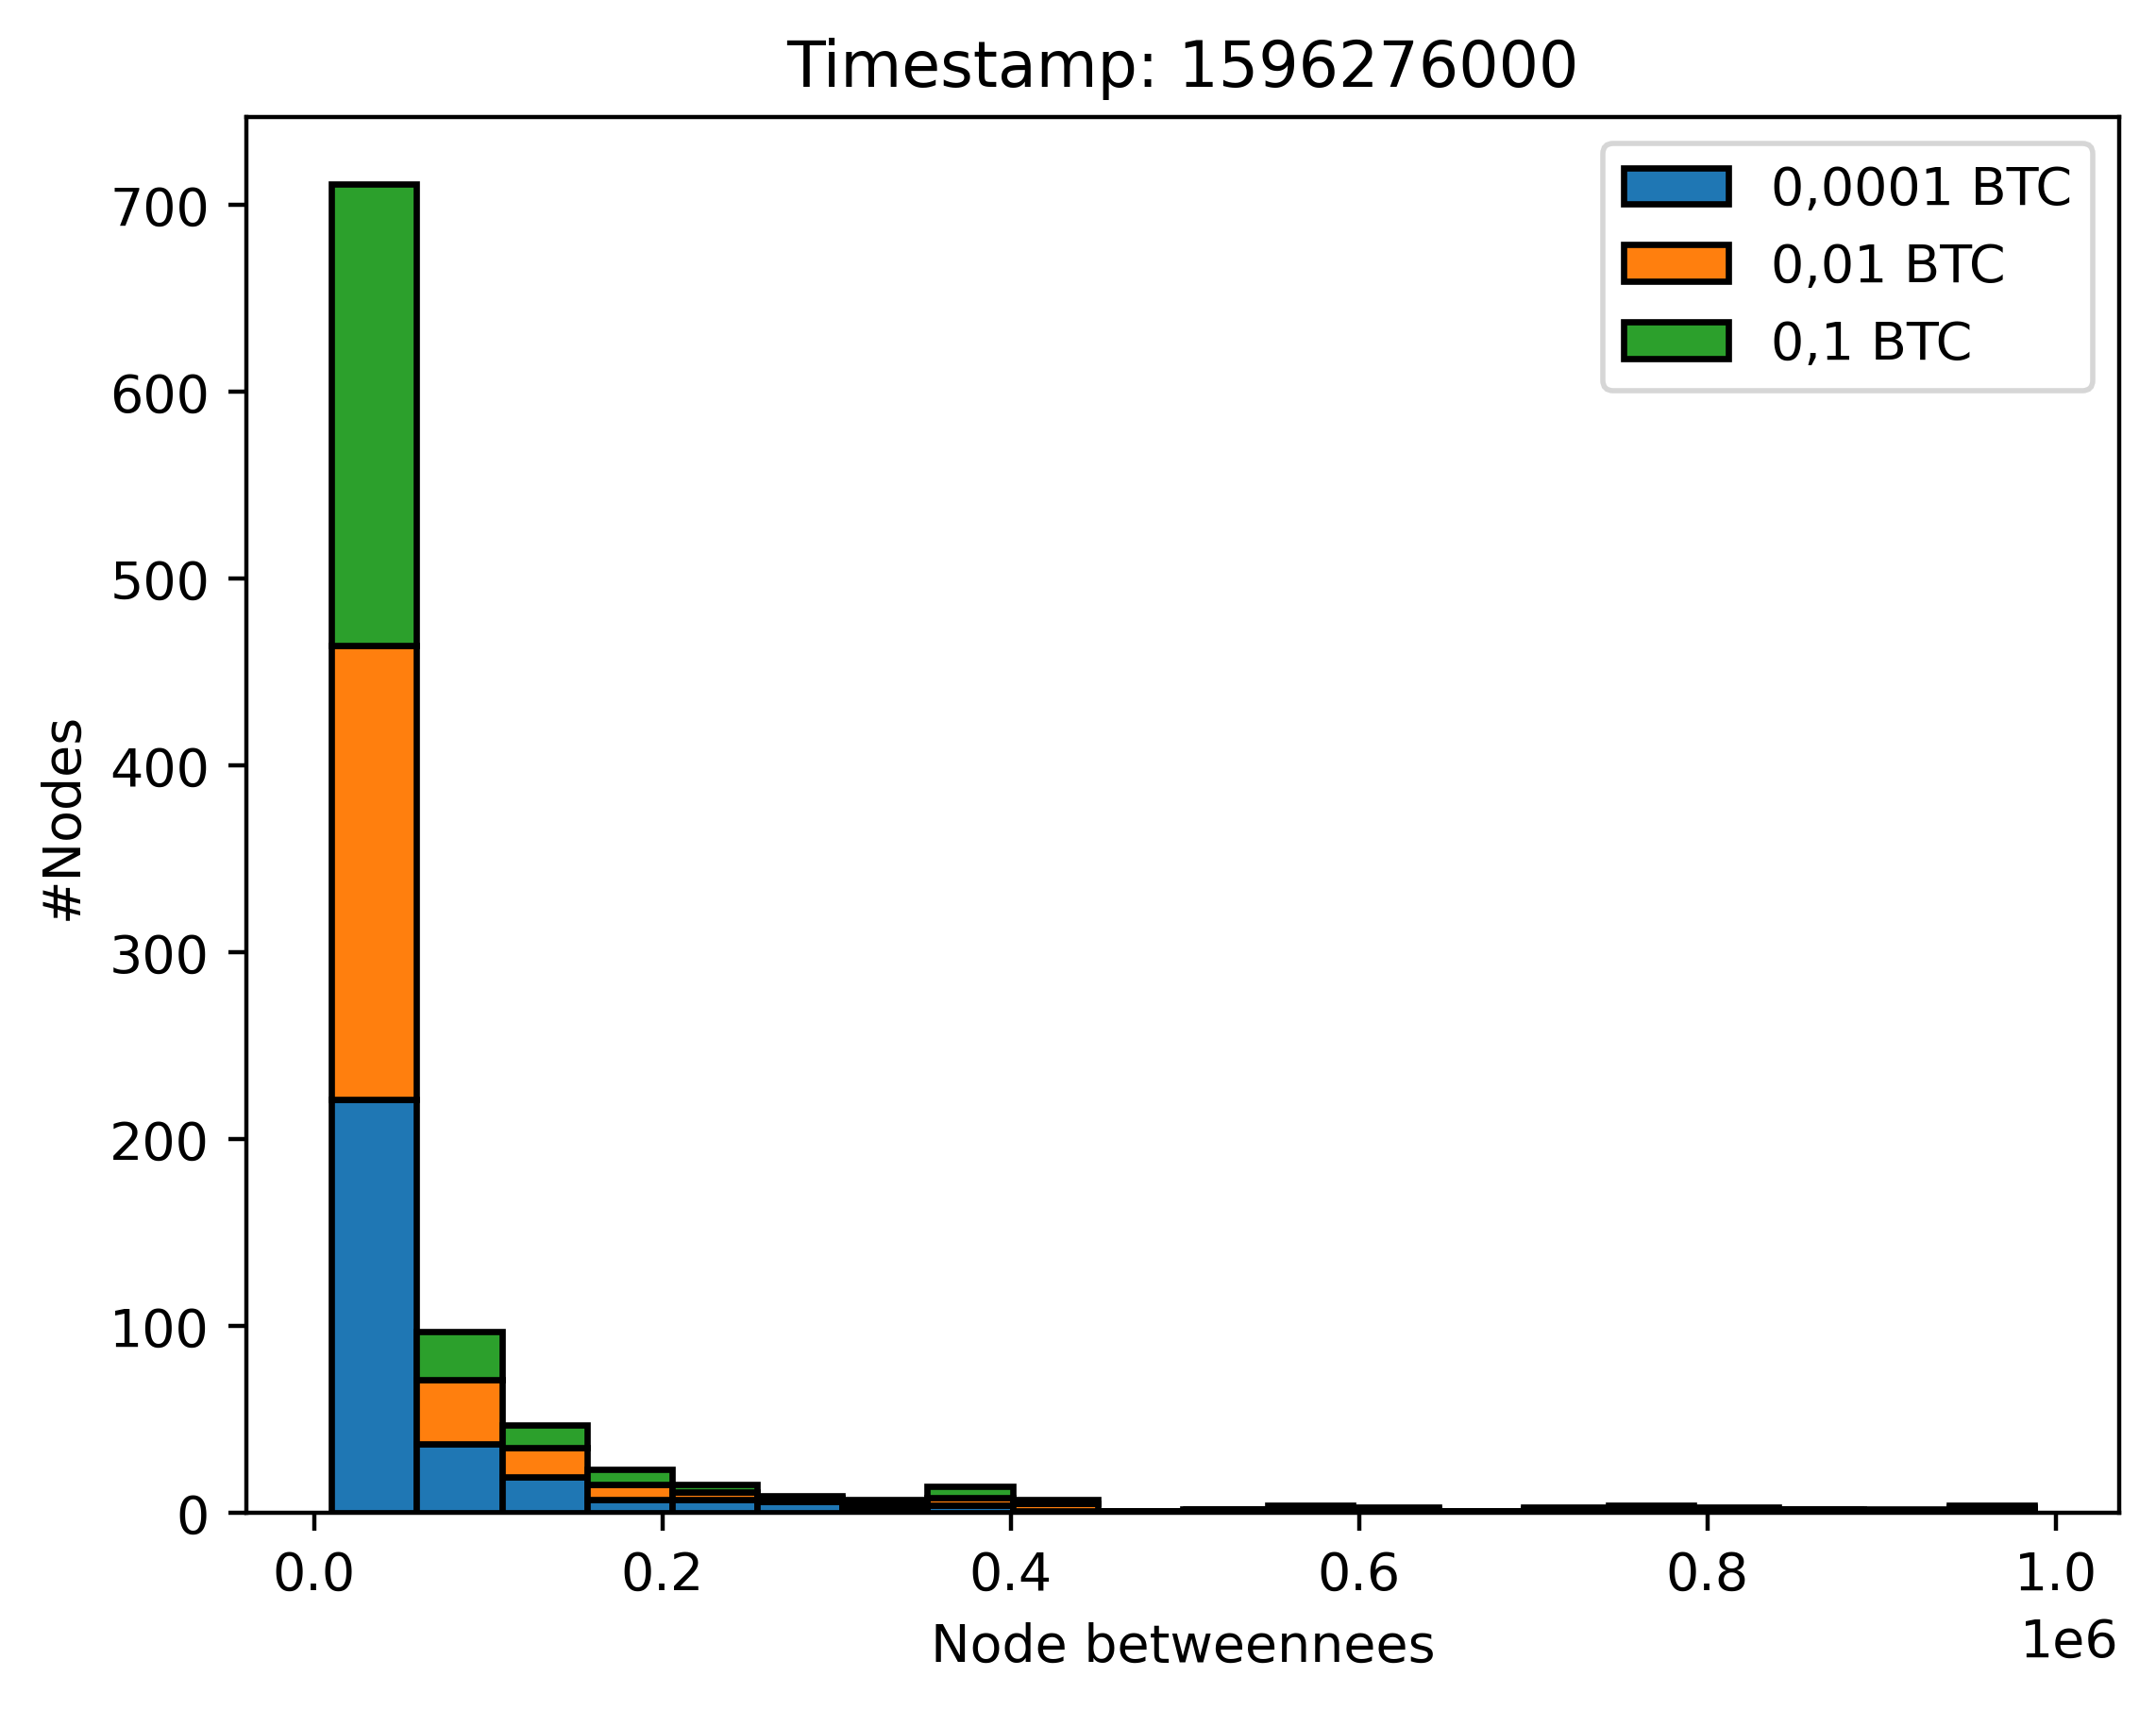 Timestamp: 1596276000
0,0001 BTC
0,01 BTC
0,1 BTC
700
600
500
400
300
200
100
0
#Nodes
0.0 0.2 0.4 0.6 0.8 1.0
1e6
Node betweennees